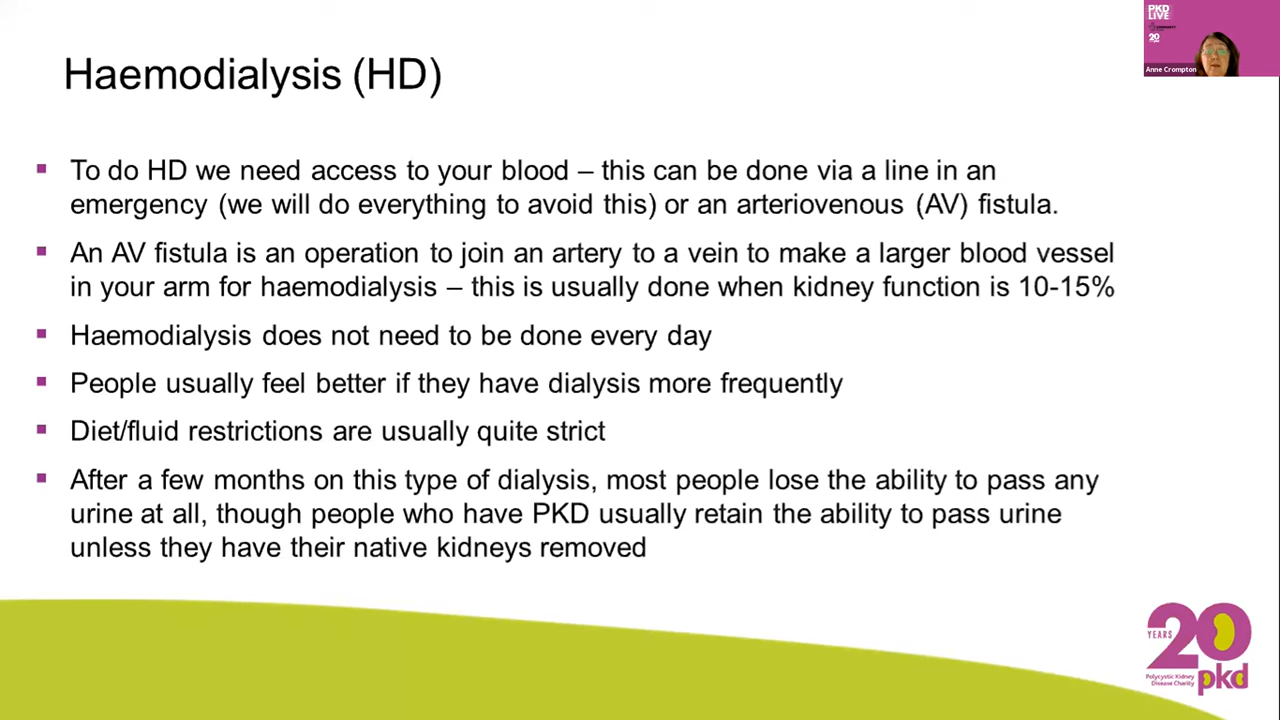 PKD
LIVE
20
Anne Crompton
Haemodialysis (HD)
To do HD we need access to your blood – this can be done via a line in an
emergency (we will do everything to avoid this) or an arteriovenous (AV) fistula.
An AV fistula is an operation to join an artery to a vein to make a larger blood vessel
in your arm for haemodialysis – this is usually done when kidney function is 10-15%
Haemodialysis does not need to be done every day
People usually feel better if they have dialysis more frequently
Diet/fluid restrictions are usually quite strict
After a few months on this type of dialysis, most people lose the ability to pass any
urine at all, though people who have PKD usually retain the ability to pass urine
unless they have their native kidneys removed
YEARS 20
Polycystic Kidney
Disease Charity
pkd